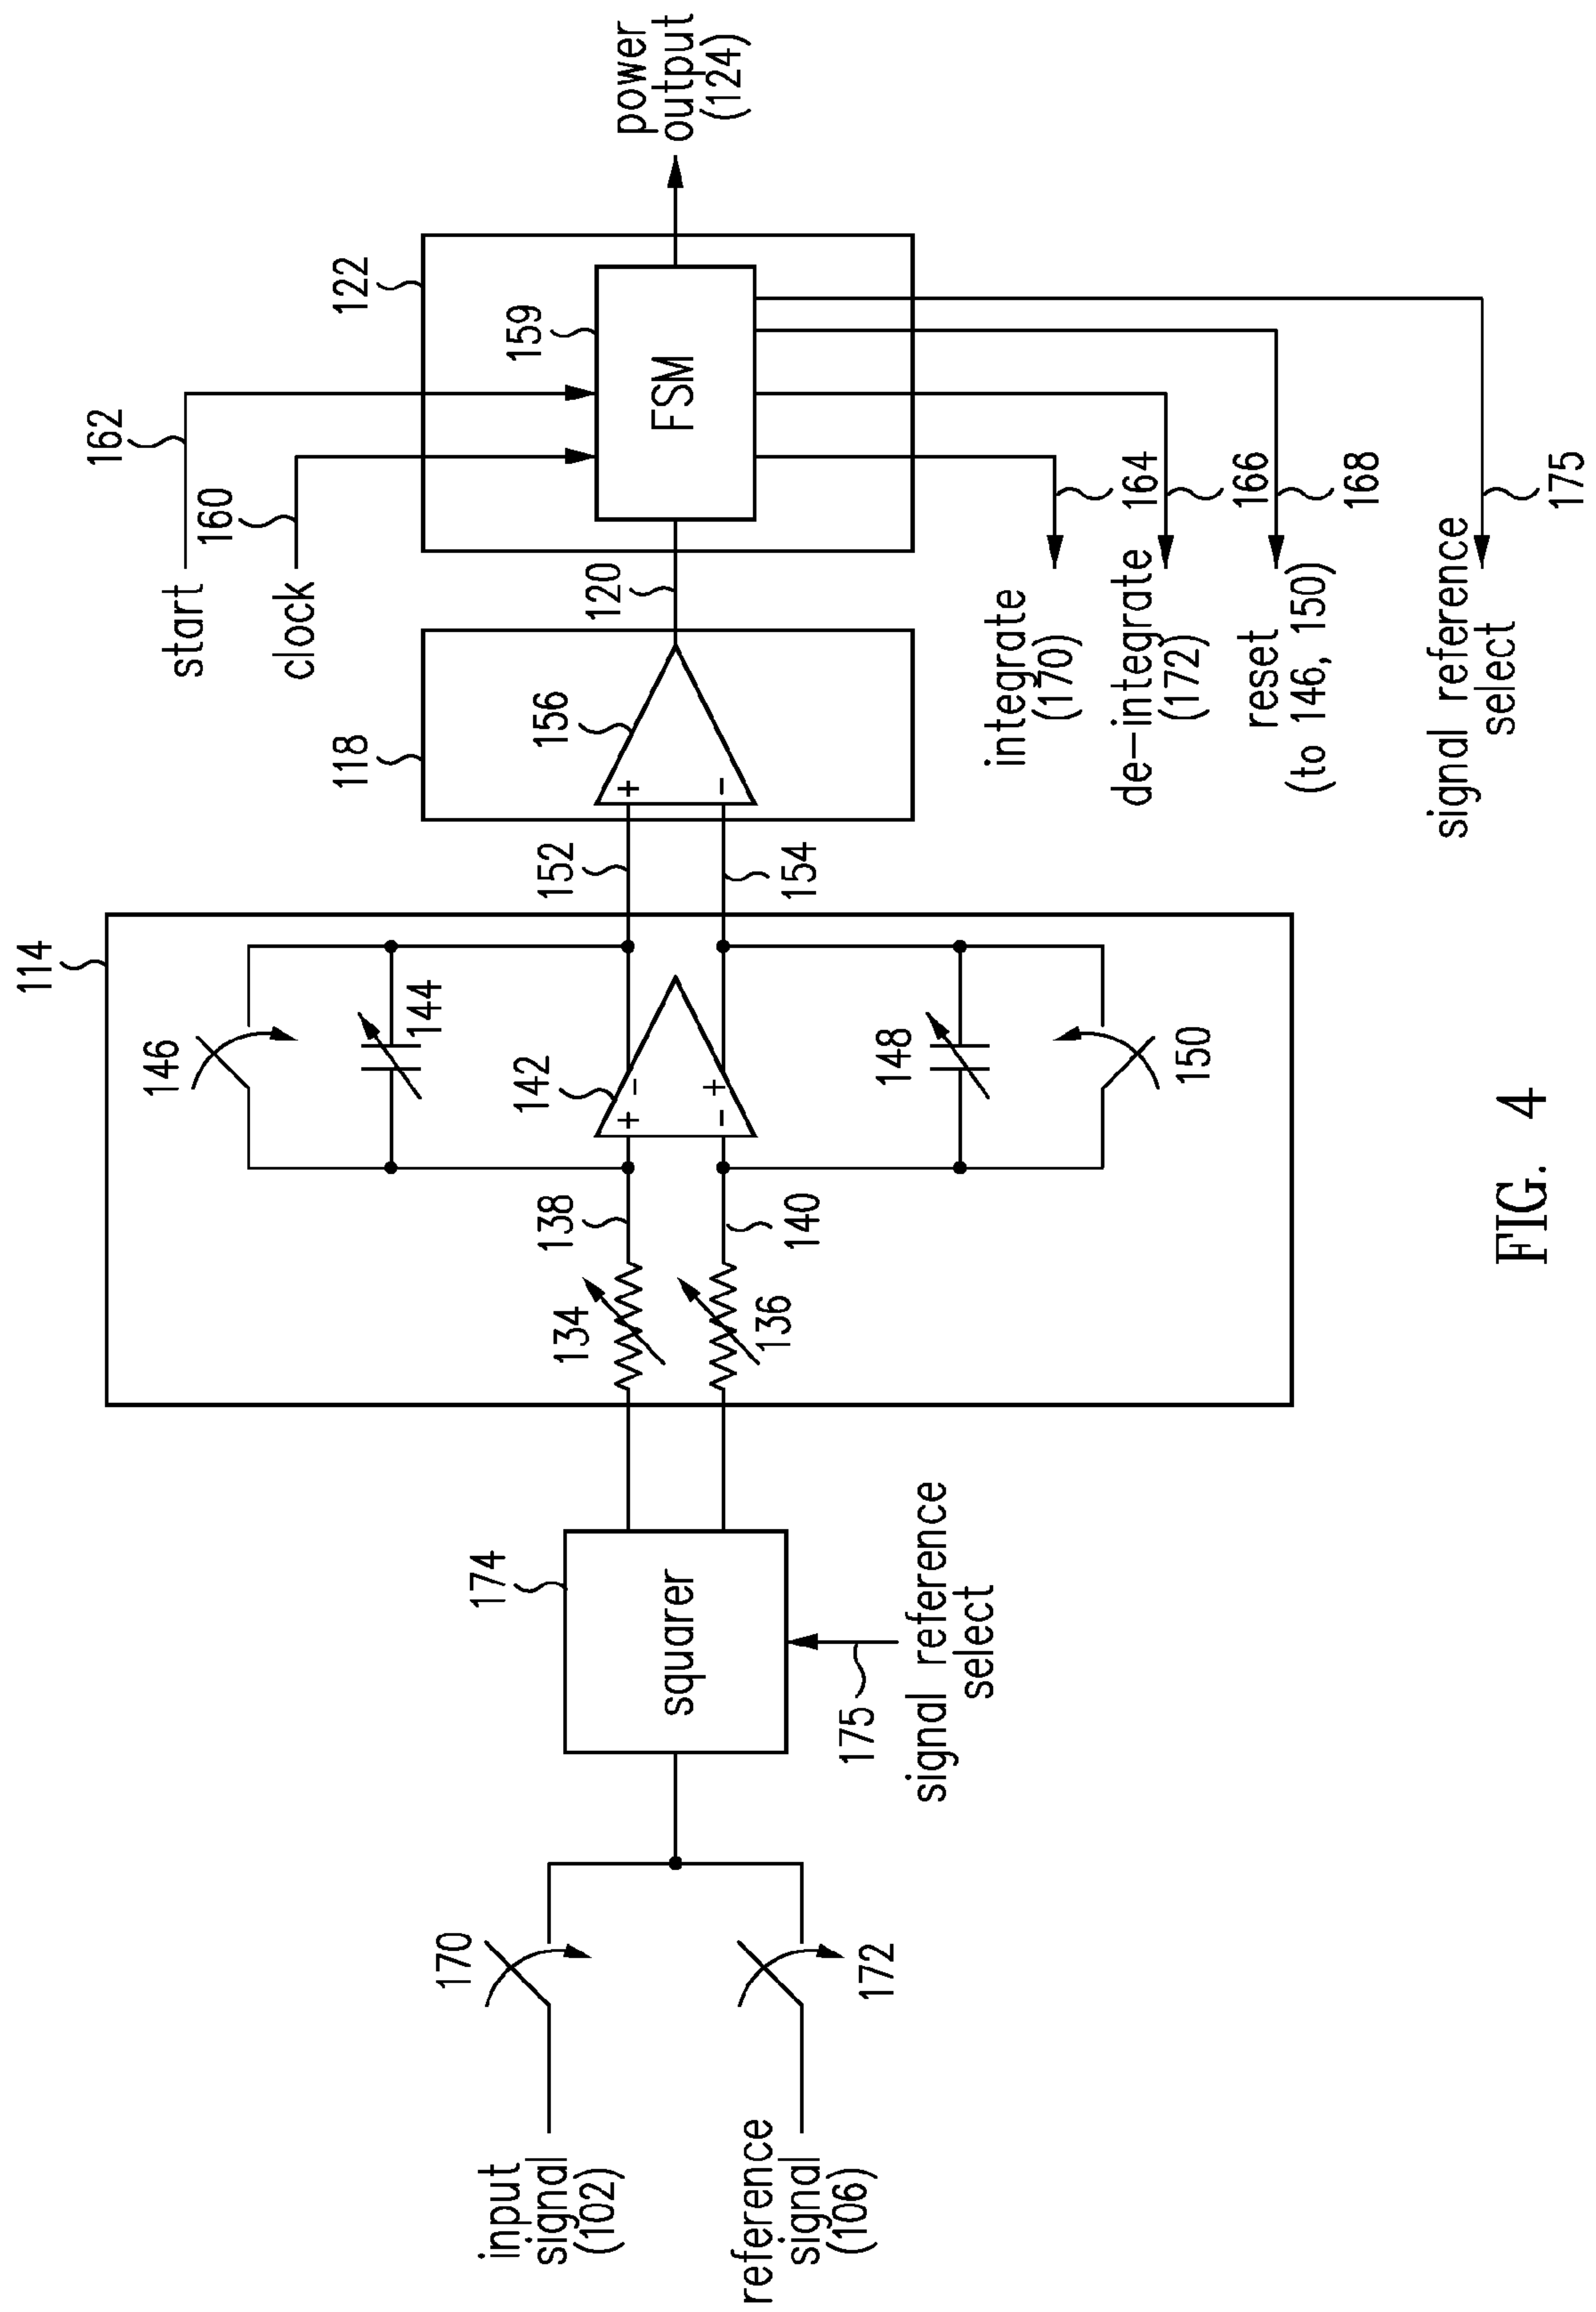 input
signal
(102)
reference
signal
(106)
170
172
174
squarer
175
signal reference
select
114
134
136
138
140
142
+
-
-
+
144
146
148
150
152
154
118
156
+
-
120
start
162
clock
160
122
159
FSM
power
output
(124)
164
integrate
(170)
166
de-integrate
(172)
168
reset
(to 146, 150)
175
signal reference
select
FIG. 4